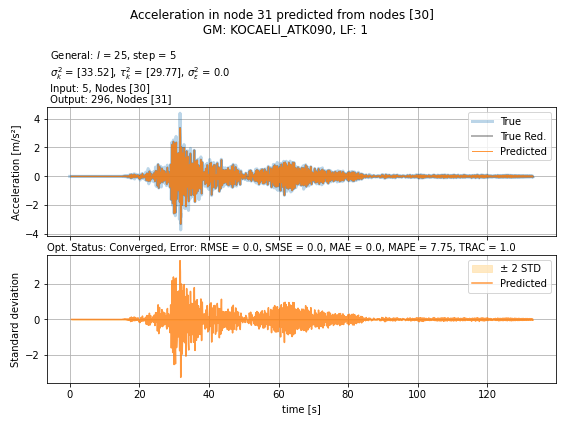 Acceleration in node 31 predicted from nodes [30]
GM: KOCAELI_ATK090, LF: 1
General: l = 25, step = 5
σ²ₖ = [33.52], τ²ₖ = [29.77], σ²ₑ = 0.0
Input: 5, Nodes [30]
Output: 296, Nodes [31]
True
True Red.
Predicted
Acceleration [m/s²]
4
2
0
−2
−4
Opt. Status: Converged, Error: RMSE = 0.0, SMSE = 0.0, MAE = 0.0, MAPE = 7.75, TRAC = 1.0
± 2 STD
Predicted
Standard deviation
2
0
−2
0 20 40 60 80 100 120
time [s]